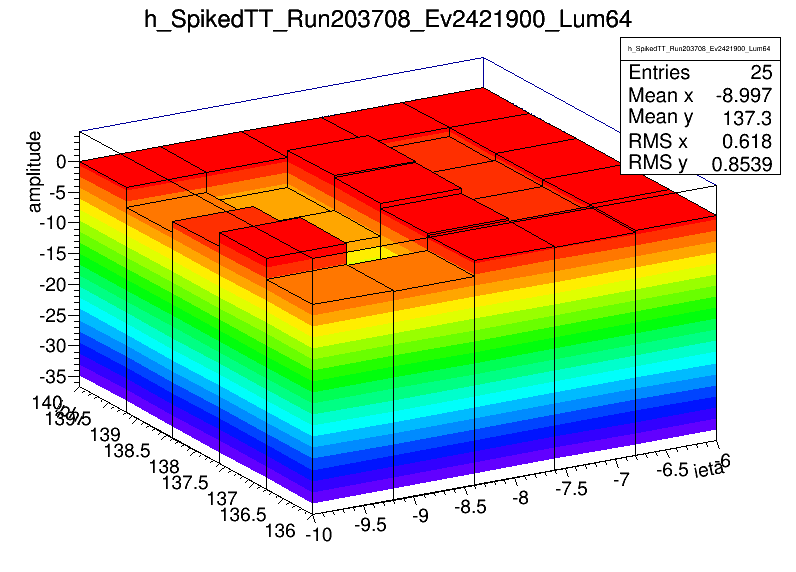 h_SpikedTT_Run203708_Ev2421900_Lum64
h_SpikedTT_Run203708_Ev2421900_Lum64
Entries 25
Mean x -8.997
Mean y 137.3
RMS x 0.618
RMS y 0.8539
amplitude
0
-5
-10
-15
-20
-25
-30
-35
140
139.5
139
138.5
138
137.5
137
136.5
136
-10
-9.5
-9
-8.5
-8
-7.5
-7
-6.5
-6
ieta